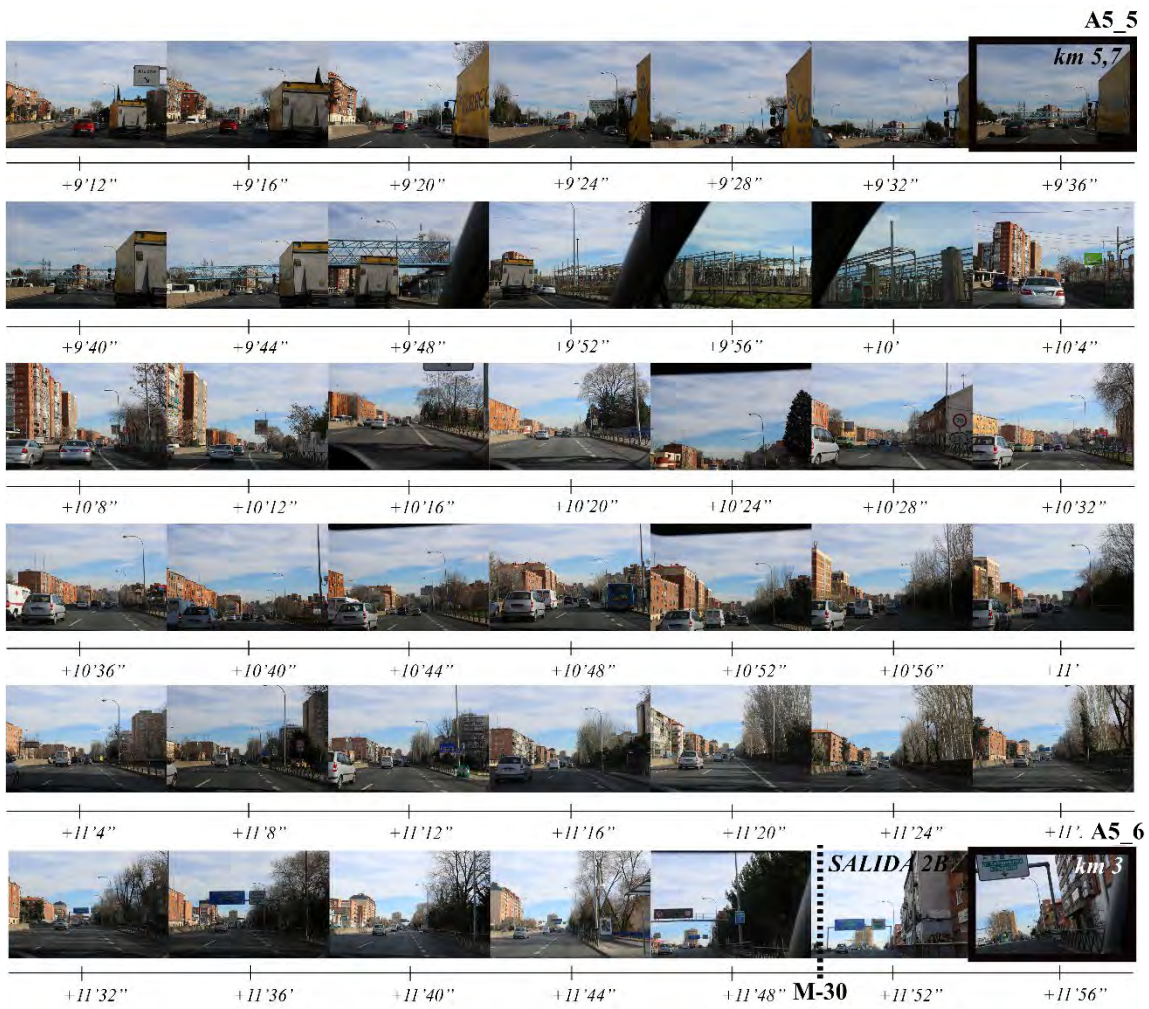 A5_5
km 5,7
+9'12” +9'16” +9'20” +9'24” +9'28” +9'32” +9'36”
+9'40” +9'44” +9'48” +9'52” +9'56” +10' +10'4”
+10'8” +10'12” +10'16” +10'20” +10'24” +10'28” +10'32”
+10'36” +10'40” +10'44” +10'48” +10'52” +10'56” +11'
+11'4” +11'8” +11'12” +11'16” +11'20” +11'24” +11'
A5_6
SALIDA 2B km 3
+11'32” +11'36' +11'40” +11'44” +11'48” M-30 +11'52” +11'56”